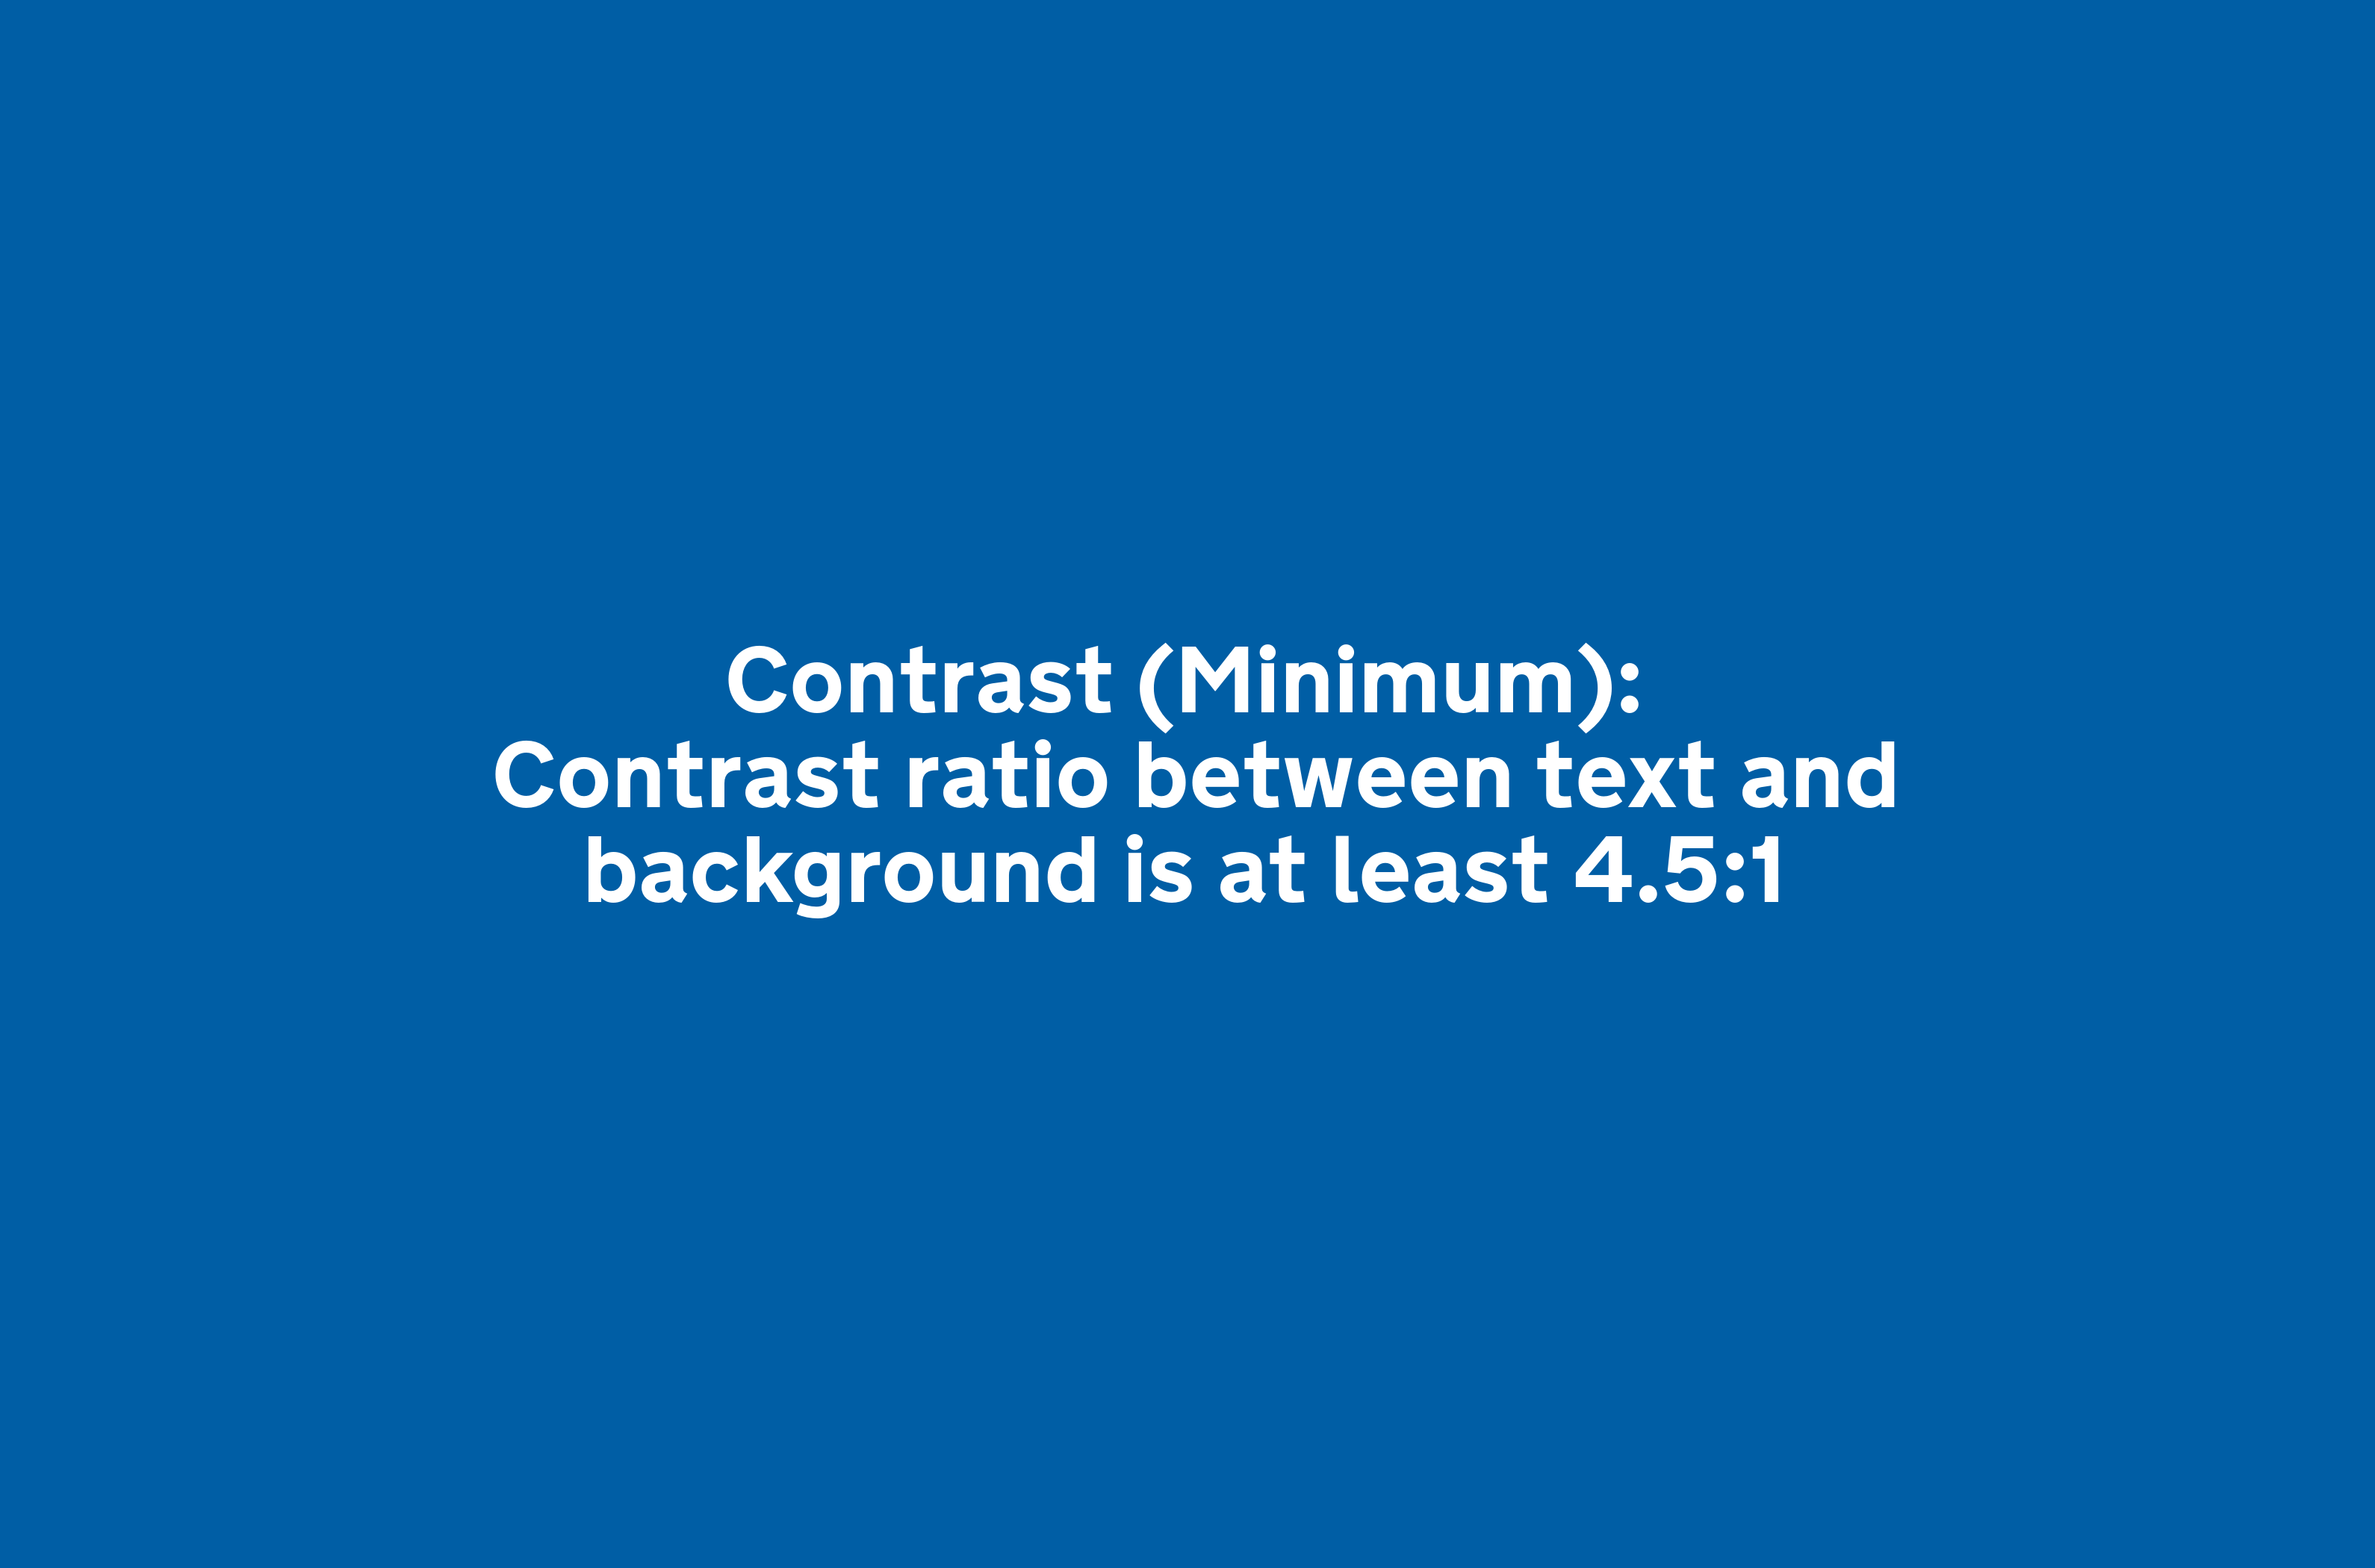 Contrast (Minimum):
Contrast ratio between text and
background is at least 4.5:1